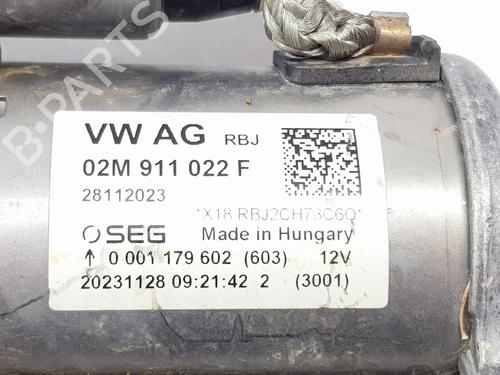 VW AG RBJ
02M 911 022 F
28112023
*X18 RBJ2CH73C6Q*
SEG Made in Hungary
↑ 0 001 179 602 (603) 12V
20231128 09:21:42 2 (3001)
B-PARTS